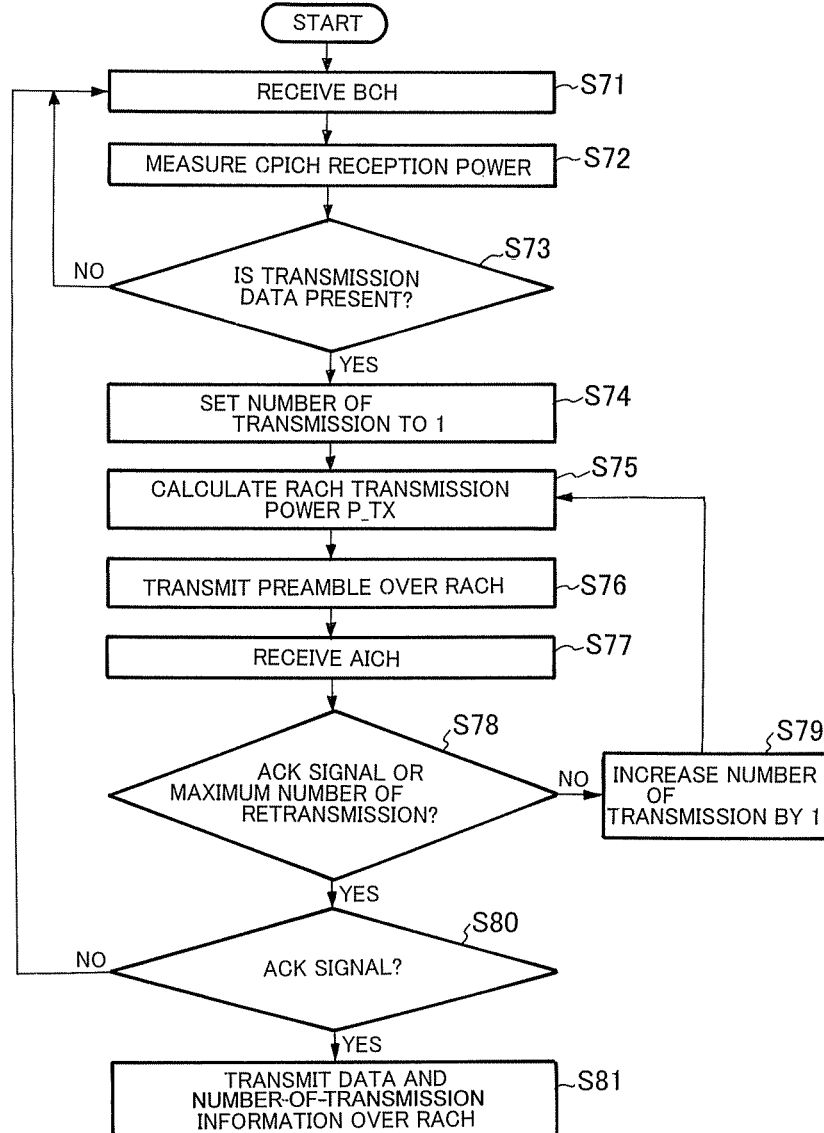 START
RECEIVE BCH
S71
MEASURE CPICH RECEPTION POWER
S72
S73
NO
IS TRANSMISSION
DATA PRESENT?
YES
SET NUMBER OF
TRANSMISSION TO 1
S74
S75
CALCULATE RACH TRANSMISSION
POWER P_TX
TRANSMIT PREAMBLE OVER RACH
S76
RECEIVE AICH
S77
S78
ACK SIGNAL OR
MAXIMUM NUMBER OF
RETRANSMISSION?
NO
S79
INCREASE NUMBER
OF
TRANSMISSION BY 1
YES
S80
NO
ACK SIGNAL?
YES
TRANSMIT DATA AND
NUMBER-OF-TRANSMISSION
INFORMATION OVER RACH
S81